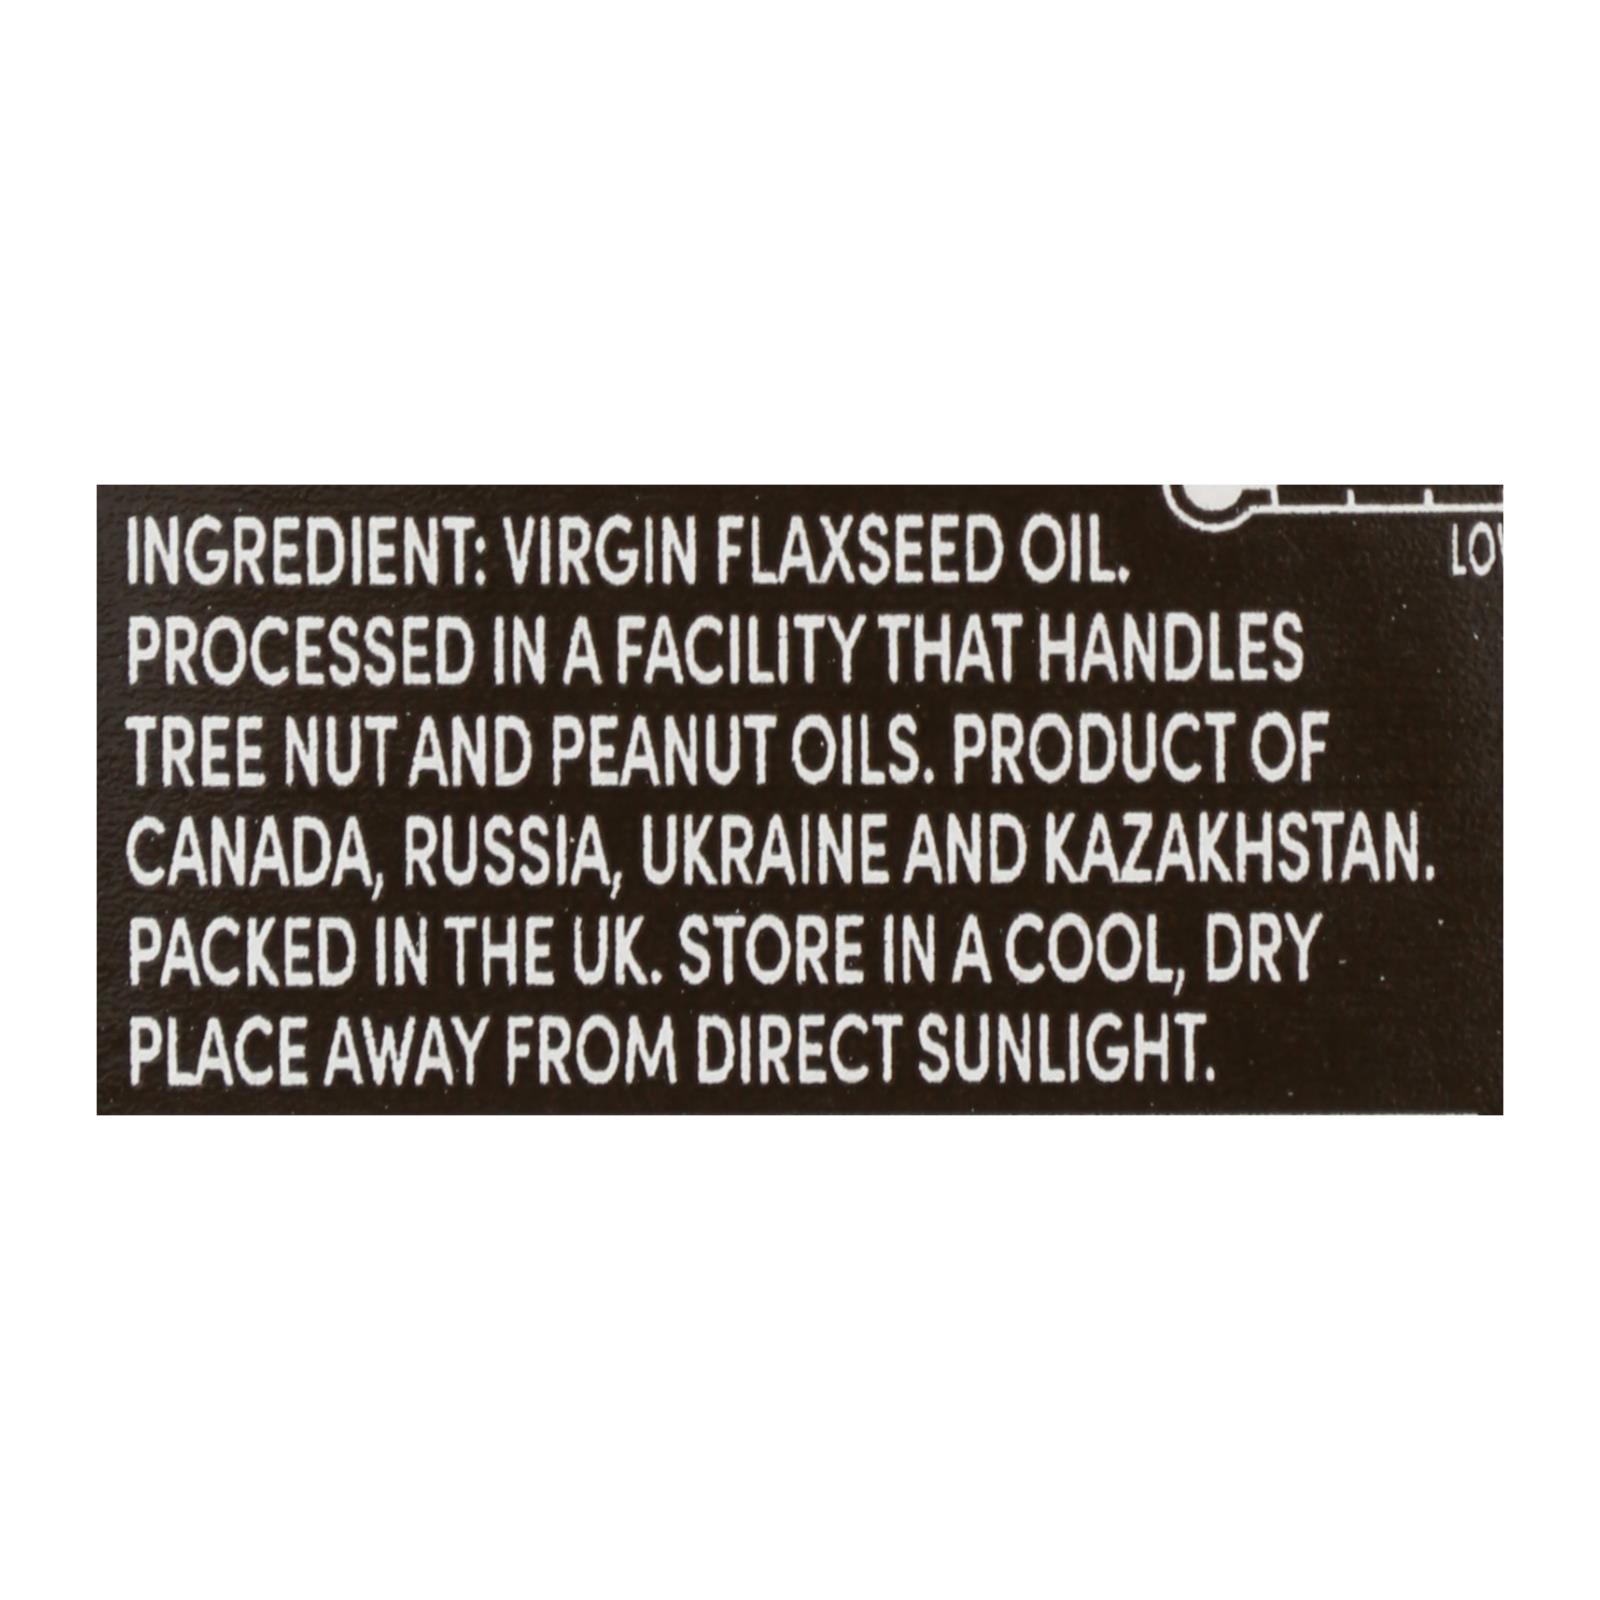 INGREDIENT: VIRGIN FLAXSEED OIL.
PROCESSED IN A FACILITY THAT HANDLES
TREE NUT AND PEANUT OILS. PRODUCT OF
CANADA, RUSSIA, UKRAINE AND KAZAKHSTAN.
PACKED IN THE UK. STORE IN A COOL, DRY
PLACE AWAY FROM DIRECT SUNLIGHT.